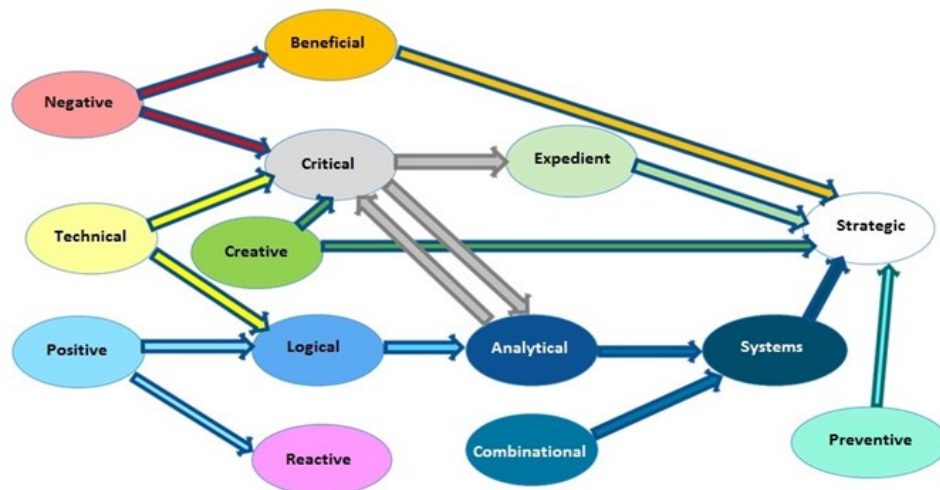 Beneficial
Negative
Critical
Expedient
Technical
Creative
Strategic
Positive
Logical
Analytical
Systems
Reactive
Combinational
Preventive